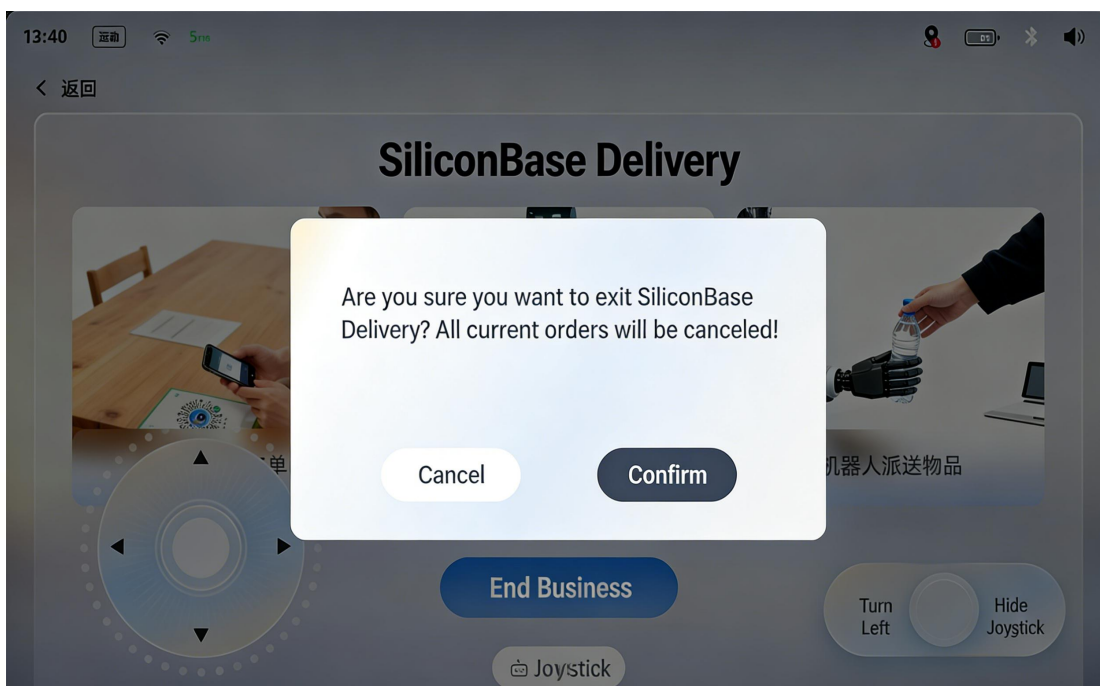 13:40
运动
返回
SiliconBase Delivery
Are you sure you want to exit SiliconBase
Delivery? All current orders will be canceled!
单
机器人派送物品
Cancel
Confirm
End Business
Turn
Left
Hide
Joystick
Joystick